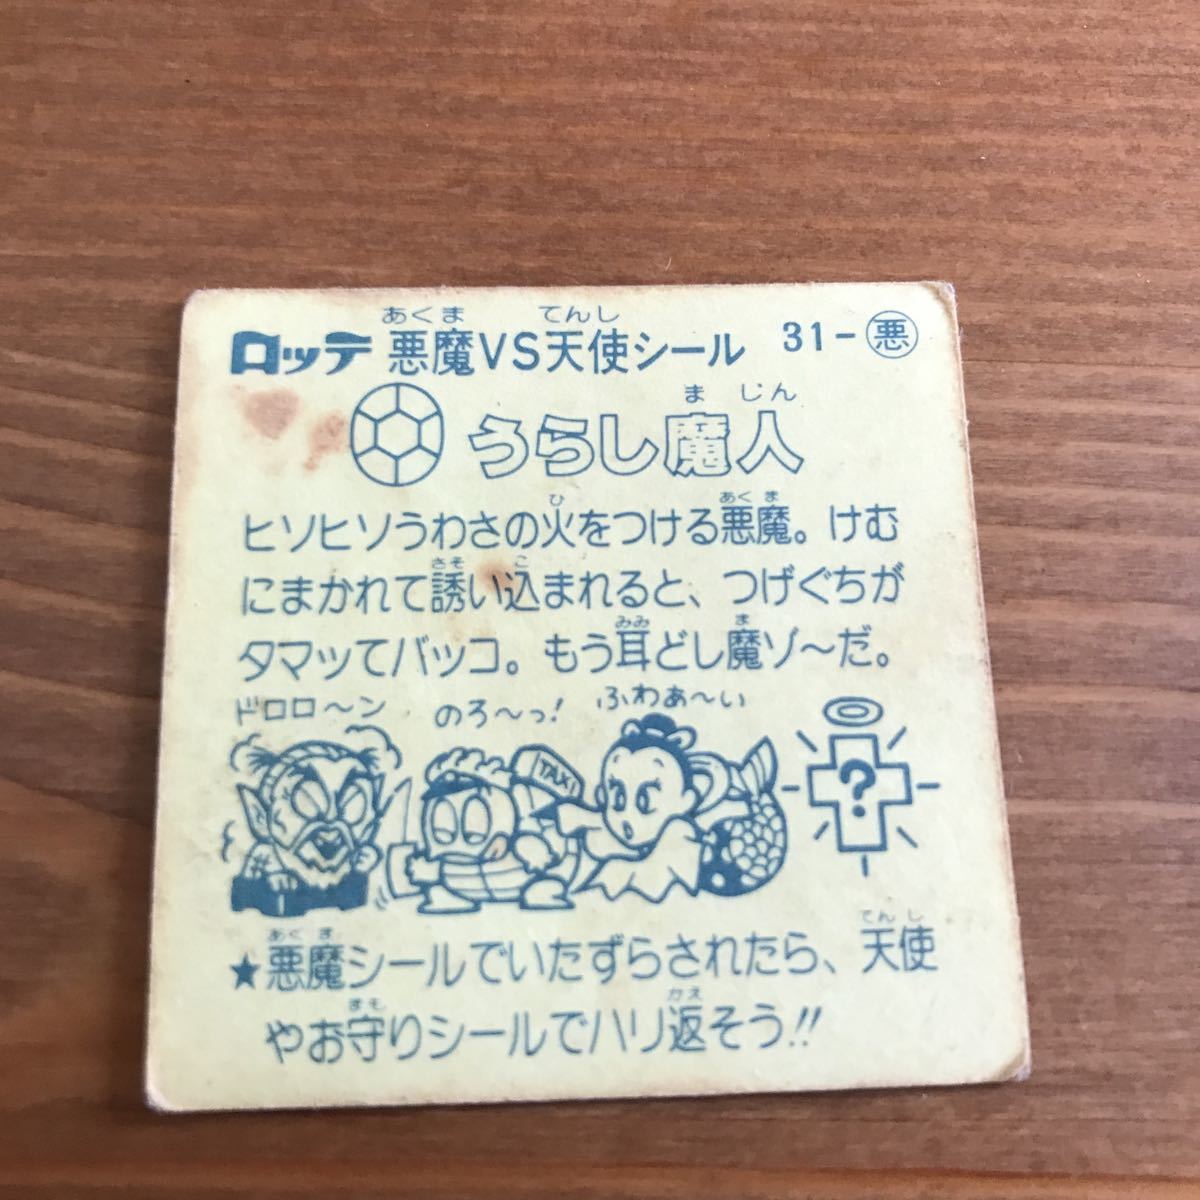 ロッテ 悪魔VS天使シール 31-悪
あくま てんし
うらし魔人
まじん
ヒソヒソうわさの火をつける悪魔。けむ
ひ あくま
にまかれて誘い込まれると、つげぐちが
さそ こ
タマッてバッコ。もう耳どし魔ゾ〜だ。
みみ ま
ドロロ〜ン のろ〜っ! ふわぁ〜い
TAXI
?
★悪魔シールでいたずらされたら、天使
あくま てんし
やお守りシールでハリ返そう!!
まも かえ